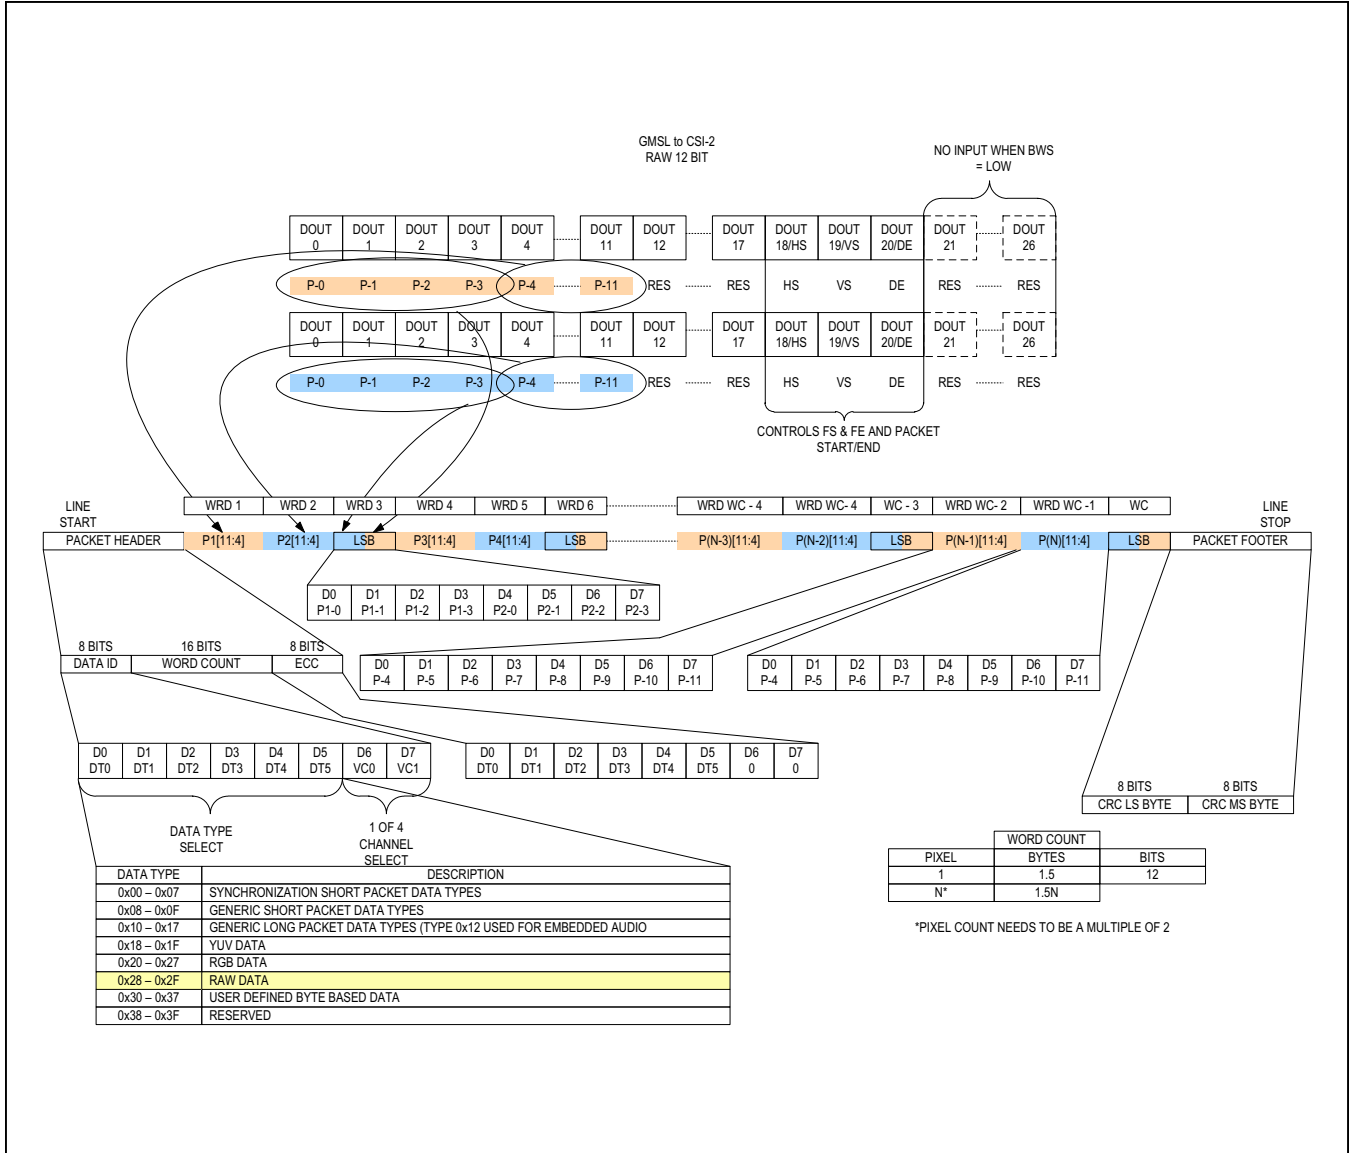 GMSL to CSI-2
RAW 12 BIT
NO INPUT WHEN BWS
= LOW
DOUT 0 DOUT 1 DOUT 2 DOUT 3 DOUT 4 DOUT 11 DOUT 12 DOUT 17 DOUT 18/HS DOUT 19/VS DOUT 20/DE DOUT 21 DOUT 26
P-0 P-1 P-2 P-3 P-4 P-11 RES RES HS VS DE RES RES
DOUT 0 DOUT 1 DOUT 2 DOUT 3 DOUT 4 DOUT 11 DOUT 12 DOUT 17 DOUT 18/HS DOUT 19/VS DOUT 20/DE DOUT 21 DOUT 26
P-0 P-1 P-2 P-3 P-4 P-11 RES RES HS VS DE RES RES
CONTROLS FS & FE AND PACKET
START/END
LINE
START
WRD 1 WRD 2 WRD 3 WRD 4 WRD 5 WRD 6 WRD WC - 4 WRD WC- 4 WC - 3 WRD WC- 2 WRD WC -1 WC
LINE
STOP
PACKET HEADER P1[11:4] P2[11:4] LSB P3[11:4] P4[11:4] LSB P(N-3)[11:4] P(N-2)[11:4] LSB P(N-1)[11:4] P(N)[11:4] LSB PACKET FOOTER
D0 D1 D2 D3 D4 D5 D6 D7
P1-0 P1-1 P1-2 P1-3 P2-0 P2-1 P2-2 P2-3
8 BITS 16 BITS 8 BITS
DATA ID WORD COUNT ECC
D0 D1 D2 D3 D4 D5 D6 D7
P-4 P-5 P-6 P-7 P-8 P-9 P-10 P-11
D0 D1 D2 D3 D4 D5 D6 D7
P-4 P-5 P-6 P-7 P-8 P-9 P-10 P-11
D0 D1 D2 D3 D4 D5 D6 D7
DT0 DT1 DT2 DT3 DT4 DT5 VC0 VC1
D0 D1 D2 D3 D4 D5 D6 D7
DT0 DT1 DT2 DT3 DT4 DT5 0 0
8 BITS 8 BITS
CRC LS BYTE CRC MS BYTE
DATA TYPE
SELECT
1 OF 4
CHANNEL
SELECT
DATA TYPE DESCRIPTION
0x00 – 0x07 SYNCHRONIZATION SHORT PACKET DATA TYPES
0x08 – 0x0F GENERIC SHORT PACKET DATA TYPES
0x10 – 0x17 GENERIC LONG PACKET DATA TYPES (TYPE 0x12 USED FOR EMBEDDED AUDIO
0x18 – 0x1F YUV DATA
0x20 – 0x27 RGB DATA
0x28 – 0x2F RAW DATA
0x30 – 0x37 USER DEFINED BYTE BASED DATA
0x38 – 0x3F RESERVED
WORD COUNT
PIXEL BYTES BITS
1 1.5 12
N* 1.5N
*PIXEL COUNT NEEDS TO BE A MULTIPLE OF 2